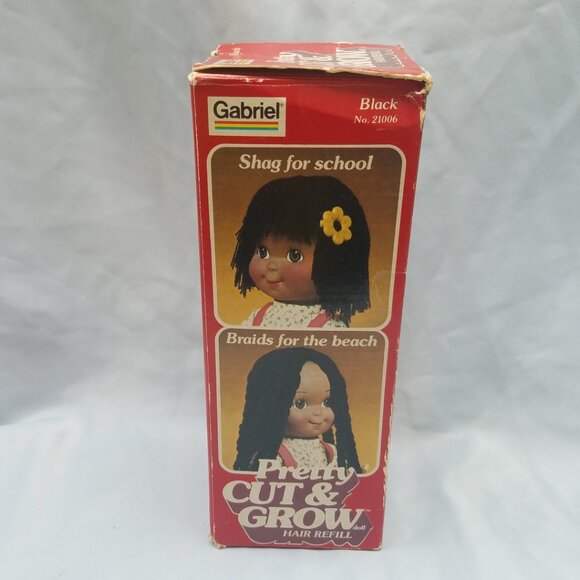 Gabriel
Black
No. 21006
Shag for school
Braids for the beach
Pretty
CUT &
GROW
doll
HAIR REFILL